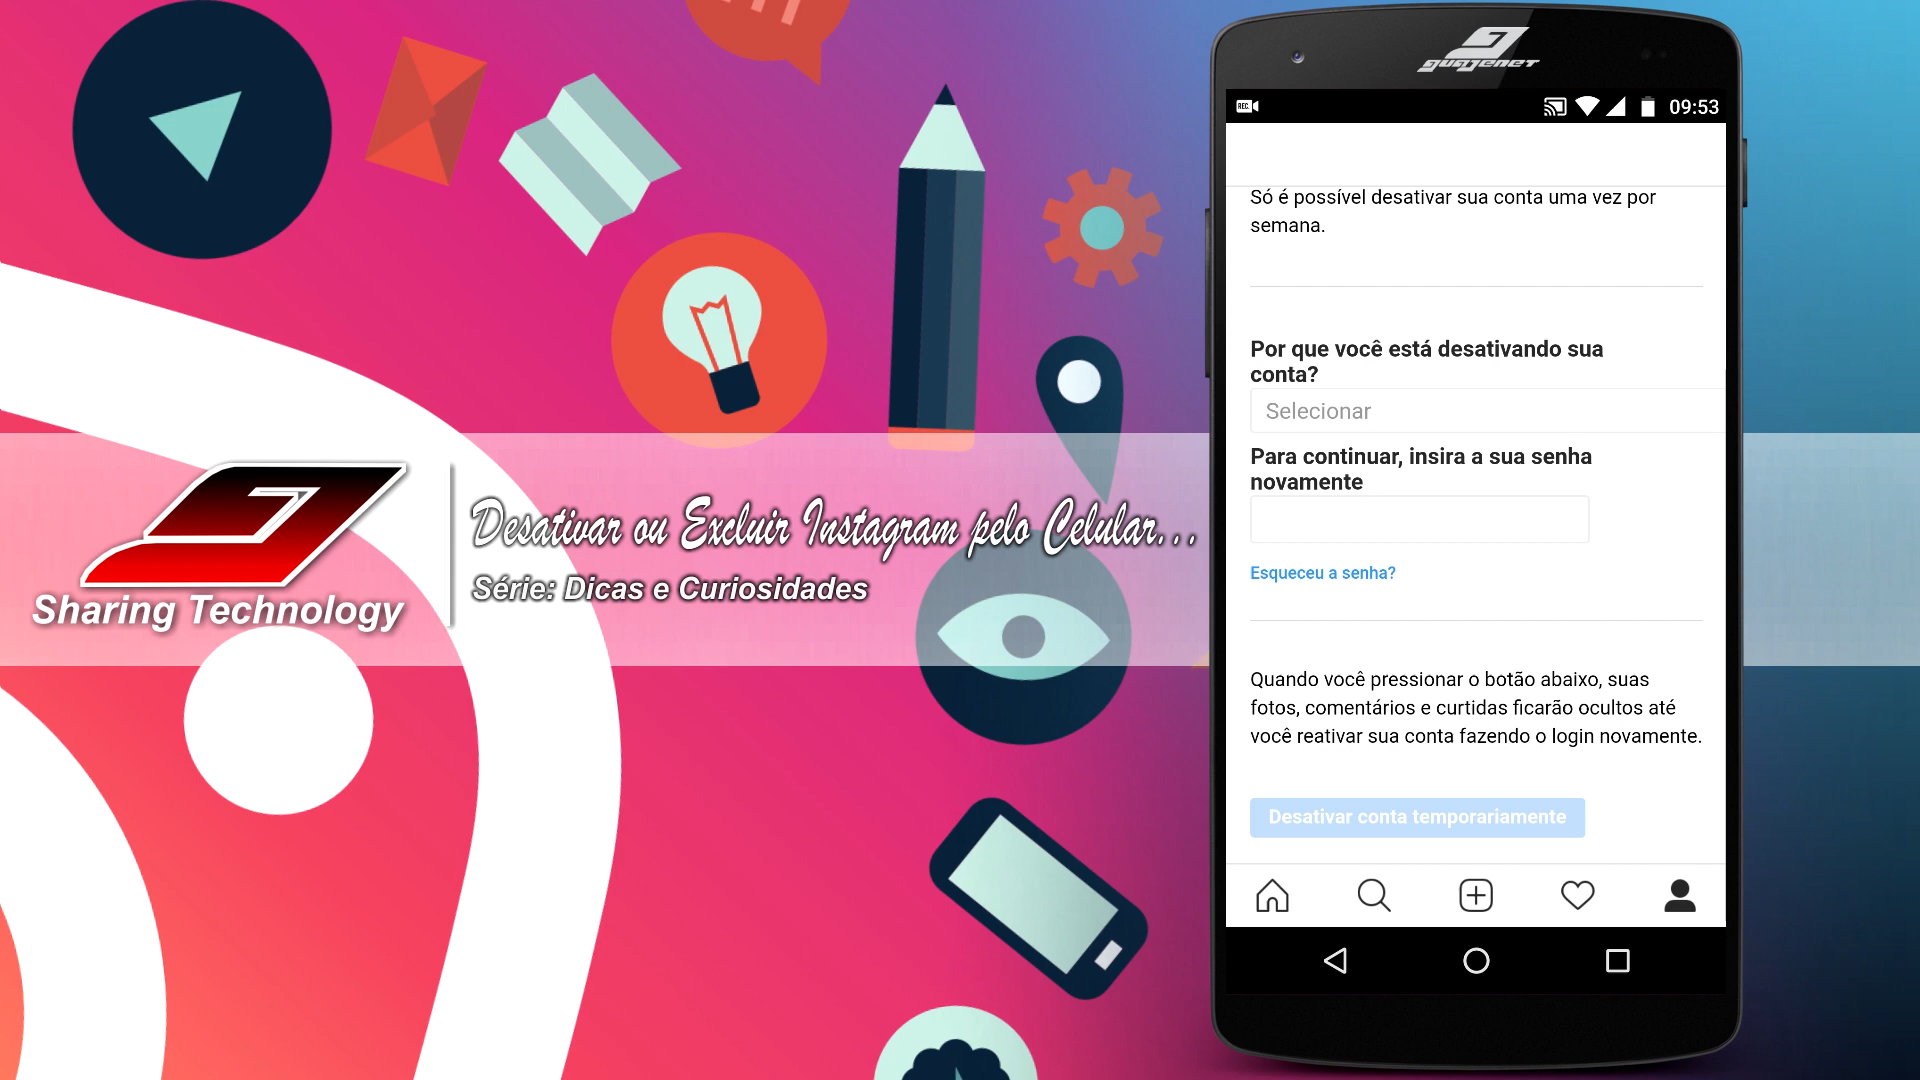 Sharing Technology
Desativar ou Excluir Instagram pelo Celular...
Série: Dicas e Curiosidades
guajenet
REC
09:53
Só é possível desativar sua conta uma vez por
semana.
Por que você está desativando sua
conta?
Selecionar
Para continuar, insira a sua senha
novamente
Esqueceu a senha?
Quando você pressionar o botão abaixo, suas
fotos, comentários e curtidas ficarão ocultos até
você reativar sua conta fazendo o login novamente.
Desativar conta temporariamente